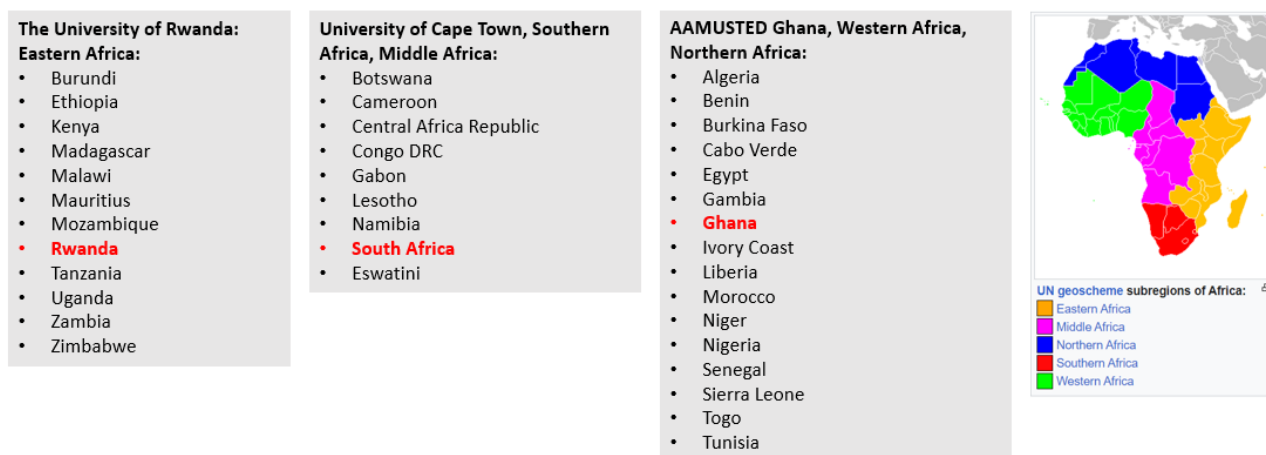 The University of Rwanda:
Eastern Africa:
• Burundi
• Ethiopia
• Kenya
• Madagascar
• Malawi
• Mauritius
• Mozambique
• Rwanda
• Tanzania
• Uganda
• Zambia
• Zimbabwe
University of Cape Town, Southern
Africa, Middle Africa:
• Botswana
• Cameroon
• Central Africa Republic
• Congo DRC
• Gabon
• Lesotho
• Namibia
• South Africa
• Eswatini
AAMUSTED Ghana, Western Africa,
Northern Africa:
• Algeria
• Benin
• Burkina Faso
• Cabo Verde
• Egypt
• Gambia
• Ghana
• Ivory Coast
• Liberia
• Morocco
• Niger
• Nigeria
• Senegal
• Sierra Leone
• Togo
• Tunisia
UN geoscheme subregions of Africa:
Eastern Africa
Middle Africa
Northern Africa
Southern Africa
Western Africa